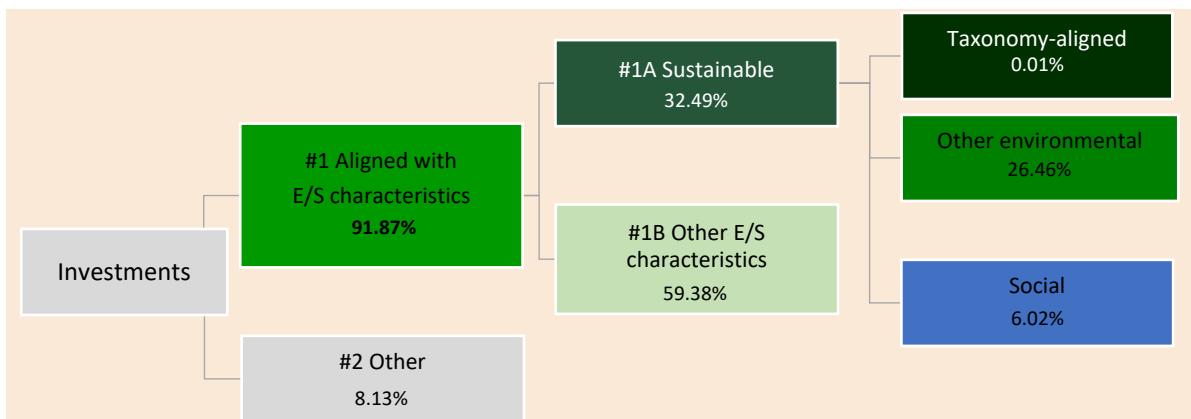 Investments
#1 Aligned with
E/S characteristics
91.87%
#2 Other
8.13%
#1A Sustainable
32.49%
#1B Other E/S
characteristics
59.38%
Taxonomy-aligned
0.01%
Other environmental
26.46%
Social
6.02%